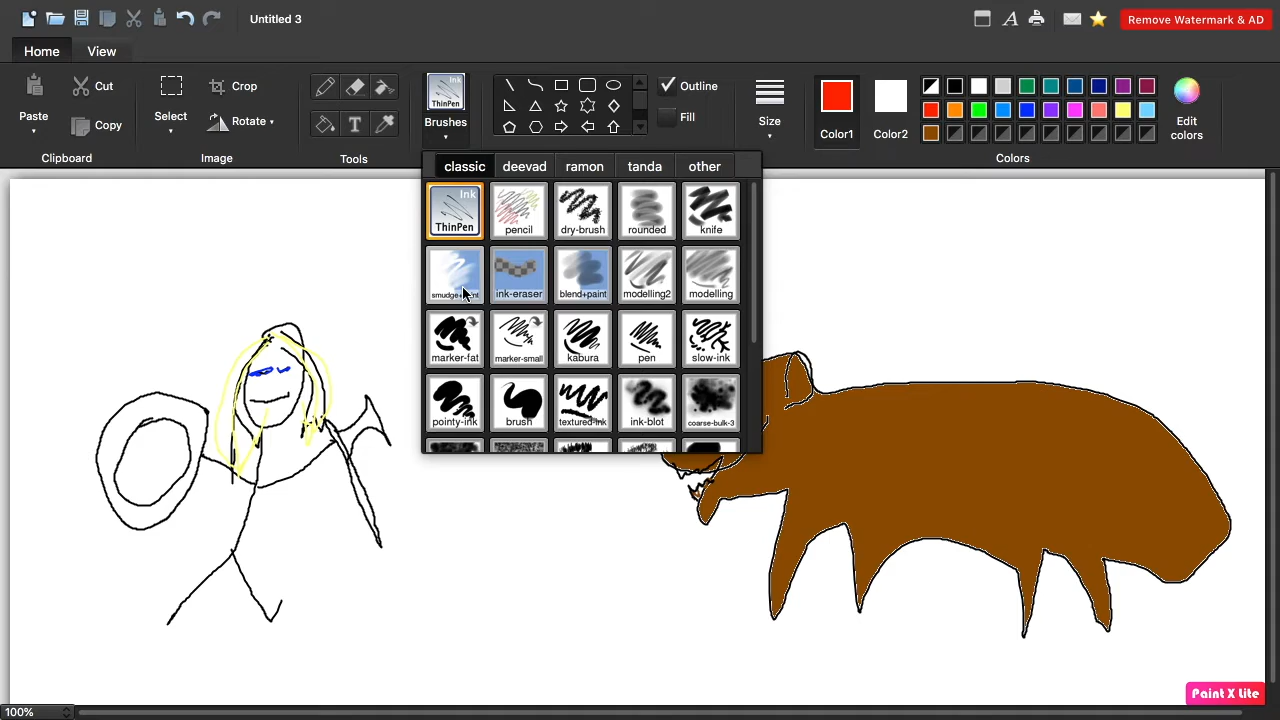 Untitled 3
Remove Watermark & AD
Home
View
Paste
Cut
Copy
Clipboard
Select
Crop
Rotate
Image
Tools
Ink
ThinPen
Brushes
Outline
Fill
Size
Color1
Color2
Edit
colors
Colors
classic
deevad
ramon
tanda
other
Ink
ThinPen
pencil
dry-brush
rounded
knife
ink-eraser
blend+paint
modelling2
modelling
marker-fat
marker-small
kabura
pen
slow-ink
pointy-ink
brush
textured-ink
ink-blot
coarse-bulk-3
Paint X Lite
100%